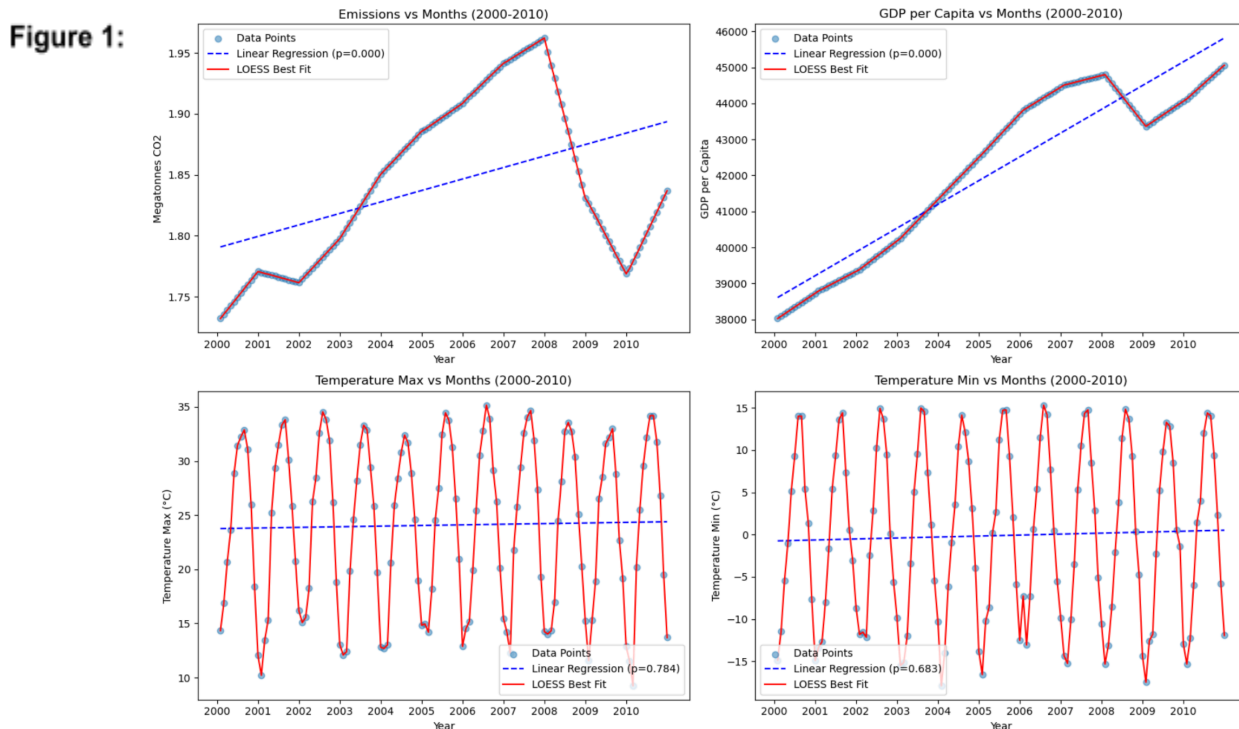 Figure 1:
Emissions vs Months (2000-2010)
Data Points
Linear Regression (p=0.000)
LOESS Best Fit
Megatonnes CO2
1.95
1.90
1.85
1.80
1.75
2000 2001 2002 2003 2004 2005 2006 2007 2008 2009 2010
Year
GDP per Capita vs Months (2000-2010)
Data Points
Linear Regression (p=0.000)
LOESS Best Fit
GDP per Capita
46000
45000
44000
43000
42000
41000
40000
39000
38000
2000 2001 2002 2003 2004 2005 2006 2007 2008 2009 2010
Year
Temperature Max vs Months (2000-2010)
Temperature Max (°C)
35
30
25
20
15
10
Data Points
Linear Regression (p=0.784)
LOESS Best Fit
2000 2001 2002 2003 2004 2005 2006 2007 2008 2009 2010
Year
Temperature Min vs Months (2000-2010)
Temperature Min (°C)
15
10
5
0
−5
−10
−15
Data Points
Linear Regression (p=0.683)
LOESS Best Fit
2000 2001 2002 2003 2004 2005 2006 2007 2008 2009 2010
Year